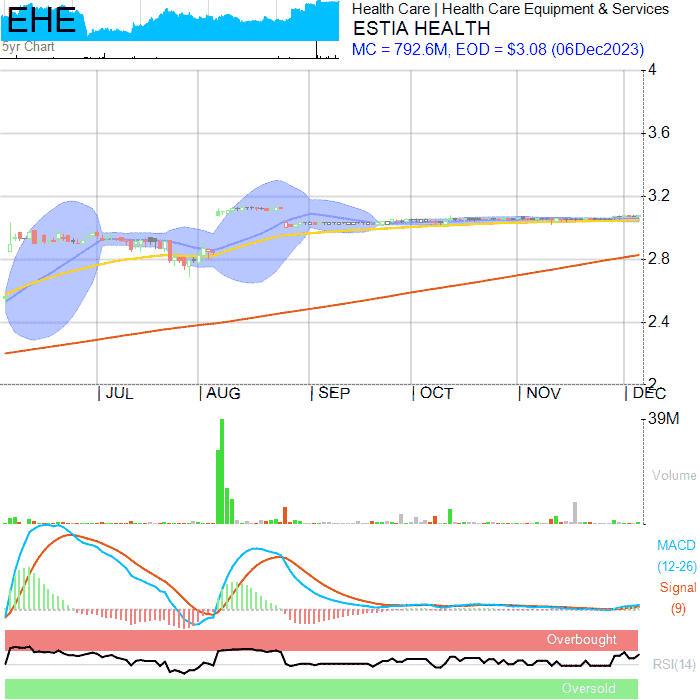 EHE
5yr Chart
Health Care | Health Care Equipment & Services
ESTIA HEALTH
MC = 792.6M, EOD = $3.08 (06Dec2023)
4
3.6
3.2
2.8
2.4
2
JUL
AUG
SEP
OCT
NOV
DEC
39M
Volume
MACD
(12-26)
Signal
(9)
Overbought
RSI(14)
Oversold